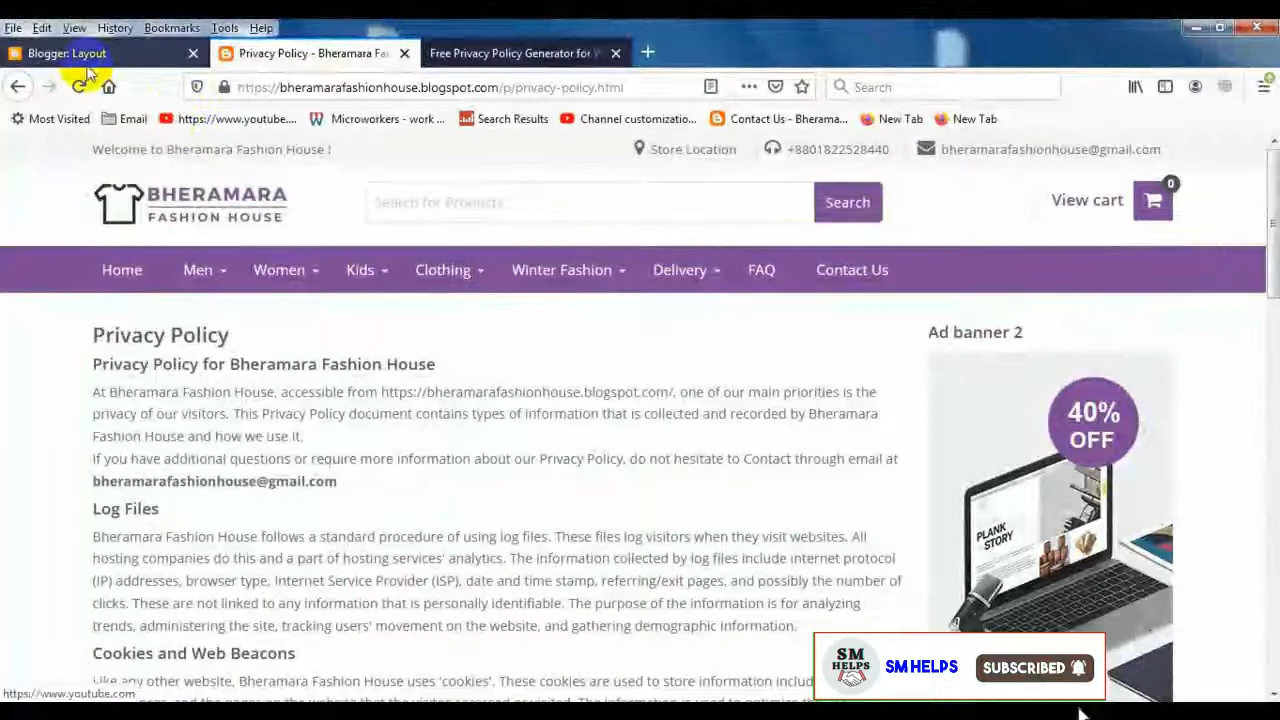 File Edit View History Bookmarks Tools Help
Blogger: Layout Privacy Policy - Bheramara Fa Free Privacy Policy Generator for
https://bheramarafashionhouse.blogspot.com/p/privacy-policy.html Search
Most Visited Email https://www.youtube.... Microworkers - work ... Search Results Channel customizatio... Contact Us - Bherama... New Tab New Tab
Welcome to Bheramara Fashion House ! Store Location +8801822528440 bheramarafashionhouse@gmail.com
BHERAMARA
FASHION HOUSE
Search for Products Search View cart 0
Home Men Women Kids Clothing Winter Fashion Delivery FAQ Contact Us
Privacy Policy
Privacy Policy for Bheramara Fashion House
At Bheramara Fashion House, accessible from https://bheramarafashionhouse.blogspot.com/, one of our main priorities is the
privacy of our visitors. This Privacy Policy document contains types of information that is collected and recorded by Bheramara
Fashion House and how we use it.
If you have additional questions or require more information about our Privacy Policy, do not hesitate to Contact through email at
bheramarafashionhouse@gmail.com
Log Files
Bheramara Fashion House follows a standard procedure of using log files. These files log visitors when they visit websites. All
hosting companies do this and a part of hosting services' analytics. The information collected by log files include internet protocol
(IP) addresses, browser type, Internet Service Provider (ISP), date and time stamp, referring/exit pages, and possibly the number of
clicks. These are not linked to any information that is personally identifiable. The purpose of the information is for analyzing
trends, administering the site, tracking users' movement on the website, and gathering demographic information.
Cookies and Web Beacons
Like any other website, Bheramara Fashion House uses 'cookies'. These cookies are used to store information
Ad banner 2
40%
OFF
PLANK
STORY
SM
HELPS
SM HELPS SUBSCRIBED
https://www.youtube.com